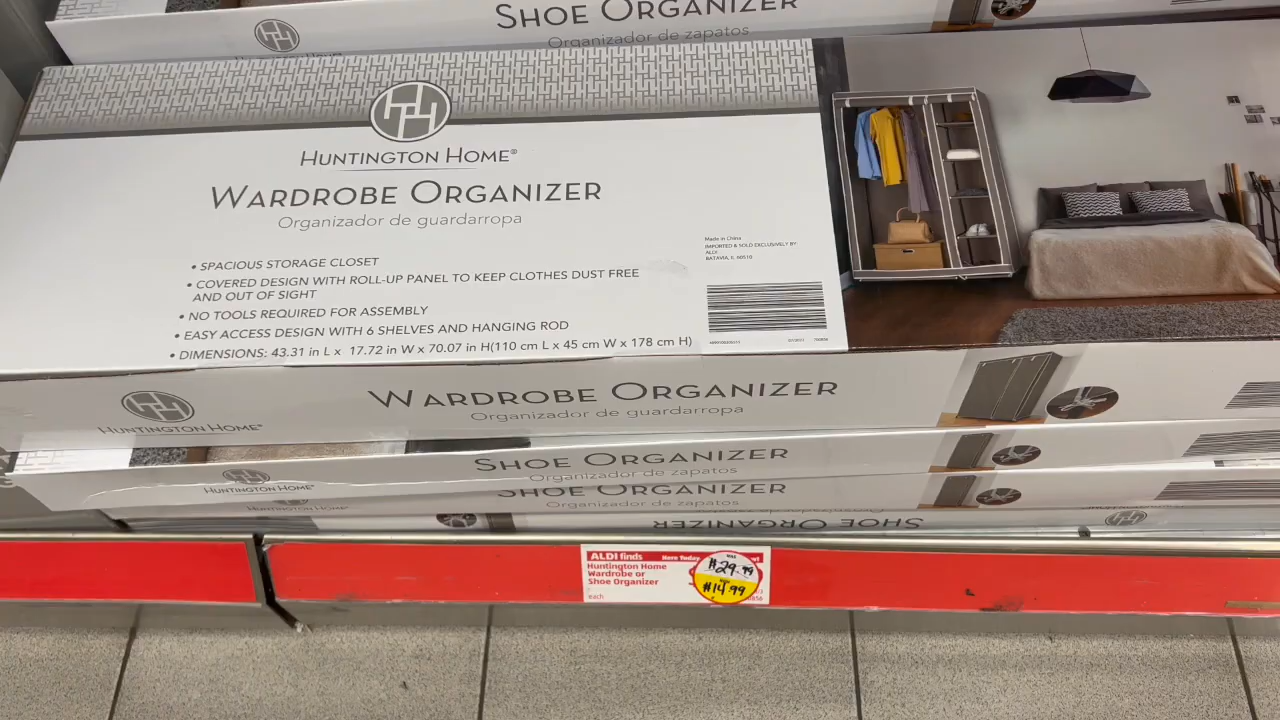 SHOE ORGANIZER
Organizador de zapatos
HUNTINGTON HOME®
WARDROBE ORGANIZER
Organizador de guardarropa
• SPACIOUS STORAGE CLOSET
• COVERED DESIGN WITH ROLL-UP PANEL TO KEEP CLOTHES DUST FREE
AND OUT OF SIGHT
• NO TOOLS REQUIRED FOR ASSEMBLY
• EASY ACCESS DESIGN WITH 6 SHELVES AND HANGING ROD
• DIMENSIONS: 43.31 in L x 17.72 in W x 70.07 in H(110 cm L x 45 cm W x 178 cm H)
Made in China
IMPORTED & SOLD EXCLUSIVELY BY:
ALDI
BATAVIA, IL 60510
HUNTINGTON HOME®
WARDROBE ORGANIZER
Organizador de guardarropa
HUNTINGTON HOME®
SHOE ORGANIZER
Organizador de zapatos
SHOE ORGANIZER
Organizador de zapatos
SHOE ORGANIZER
ALDI finds
Here Today
Huntington Home
Wardrobe or
Shoe Organizer
each
WAS
$29.99
$14.99